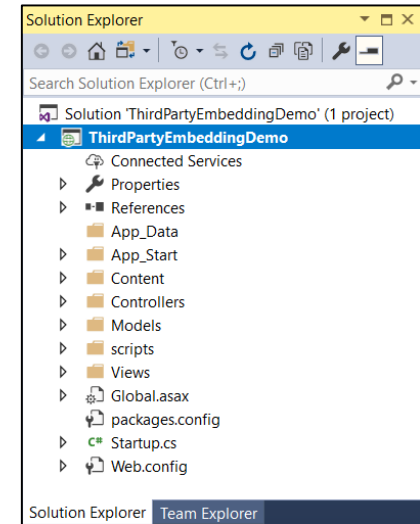 Solution Explorer
Search Solution Explorer (Ctrl+;)
Solution 'ThirdPartyEmbeddingDemo' (1 project)
ThirdPartyEmbeddingDemo
Connected Services
Properties
References
App_Data
App_Start
Content
Controllers
Models
scripts
Views
Global.asax
packages.config
C# Startup.cs
Web.config
Solution Explorer Team Explorer